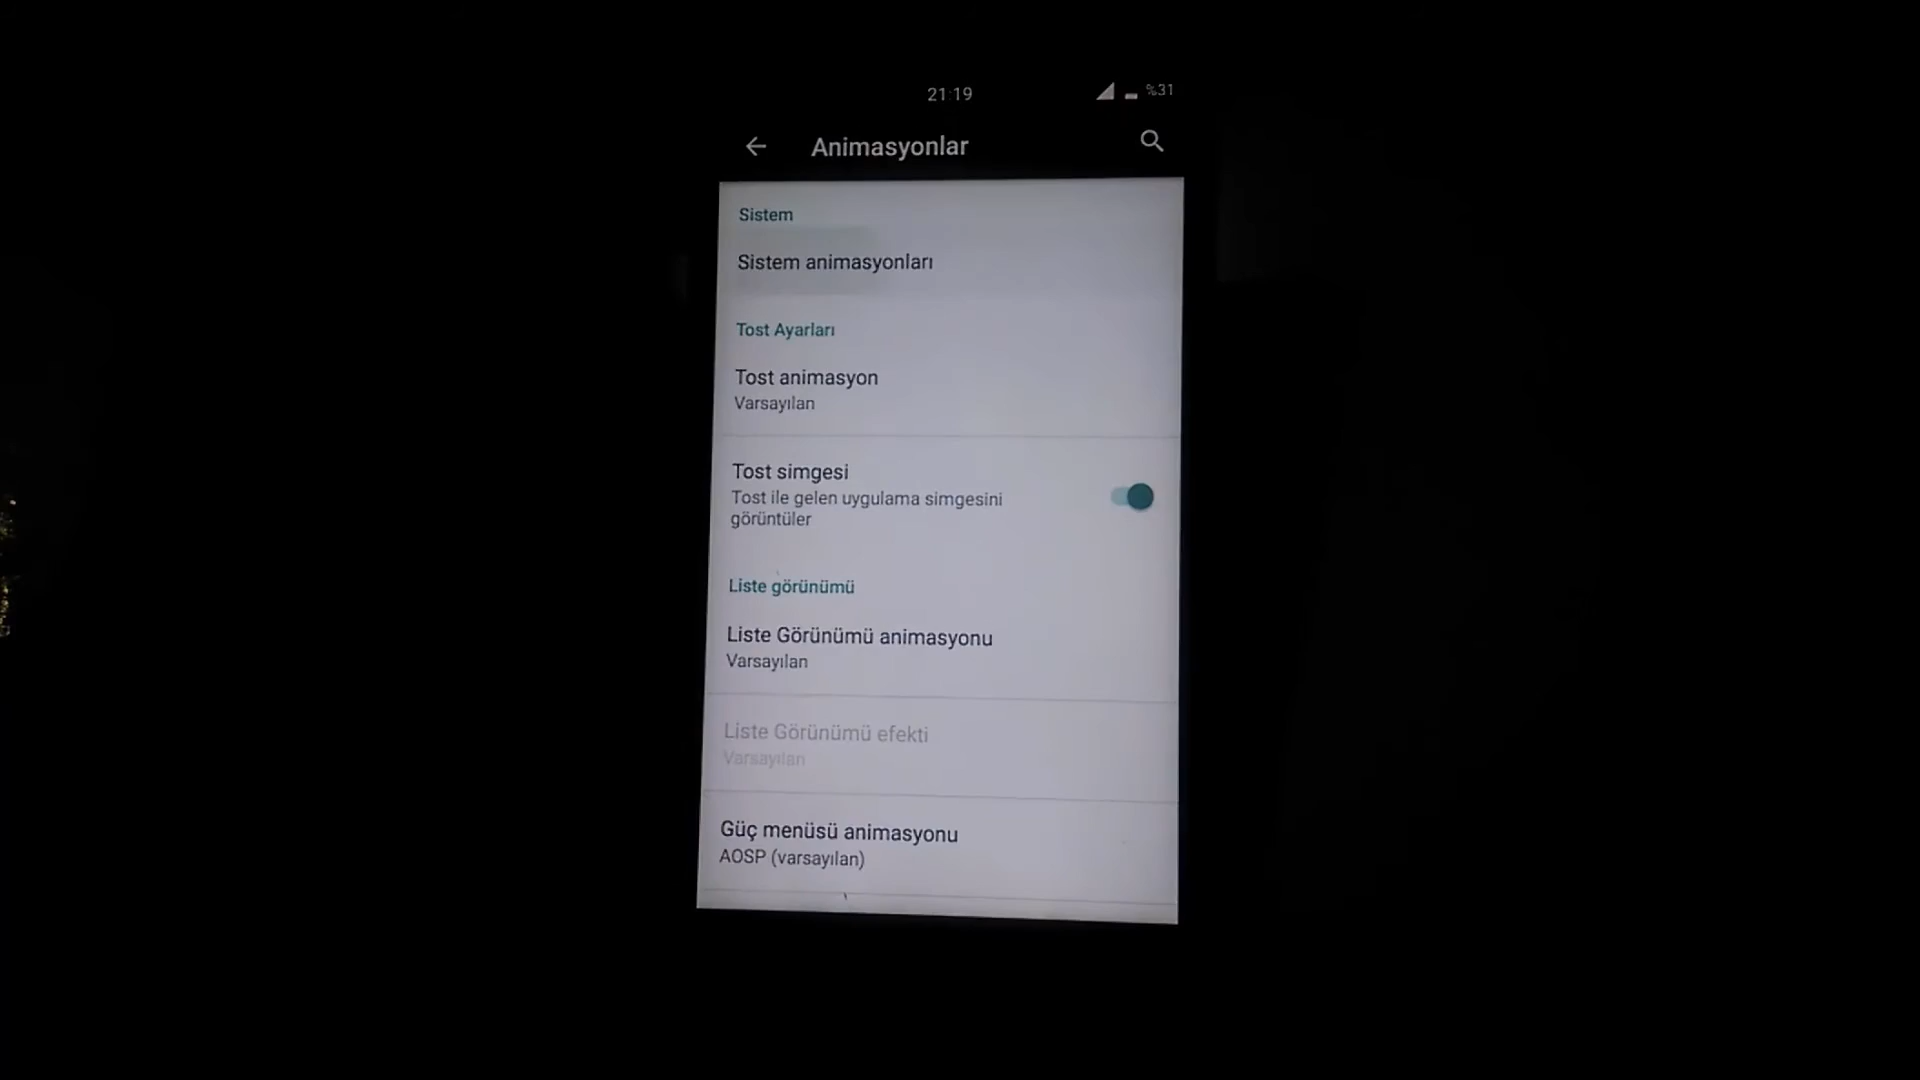 21:19
%31
Animasyonlar
Sistem
Sistem animasyonları
Tost Ayarları
Tost animasyon
Varsayılan
Tost simgesi
Tost ile gelen uygulama simgesini
görüntüler
Liste görünümü
Liste Görünümü animasyonu
Varsayılan
Liste Görünümü efekti
Varsayılan
Güç menüsü animasyonu
AOSP (varsayılan)